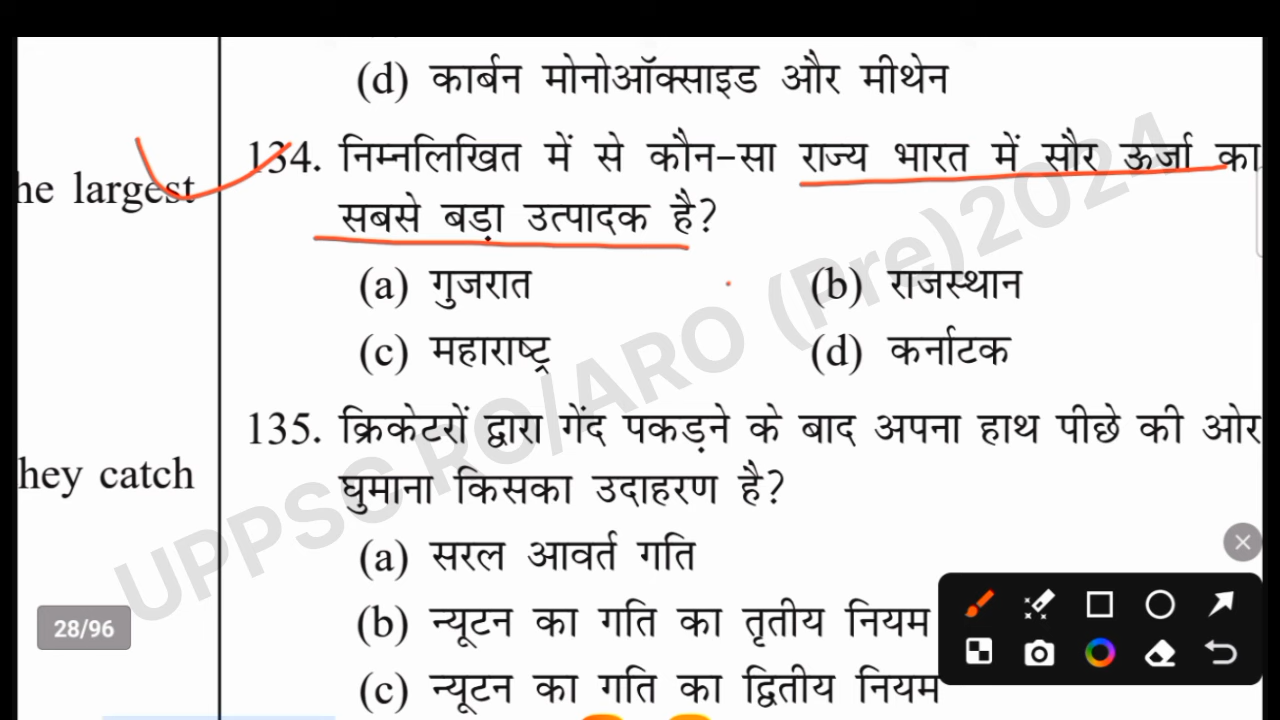 (d) कार्बन मोनोऑक्साइड और मीथेन
he largest
134. निम्नलिखित में से कौन-सा राज्य भारत में सौर ऊर्जा का
सबसे बड़ा उत्पादक है?
(a) गुजरात (b) राजस्थान
(c) महाराष्ट्र (d) कर्नाटक
135. क्रिकेटरों द्वारा गेंद पकड़ने के बाद अपना हाथ पीछे की ओर
hey catch
घुमाना किसका उदाहरण है?
(a) सरल आवर्त गति
(b) न्यूटन का गति का तृतीय नियम
(c) न्यूटन का गति का द्वितीय नियम
28/96
UPPSC RO/ARO (Pre)2024